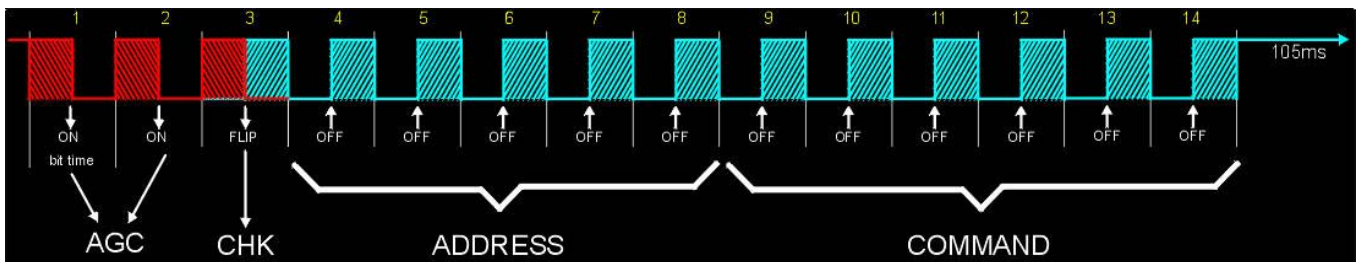 1 2 3 4 5 6 7 8 9 10 11 12 13 14
105ms
ON ON FLIP OFF OFF OFF OFF OFF OFF OFF OFF OFF OFF OFF
bit time
AGC CHK ADDRESS COMMAND